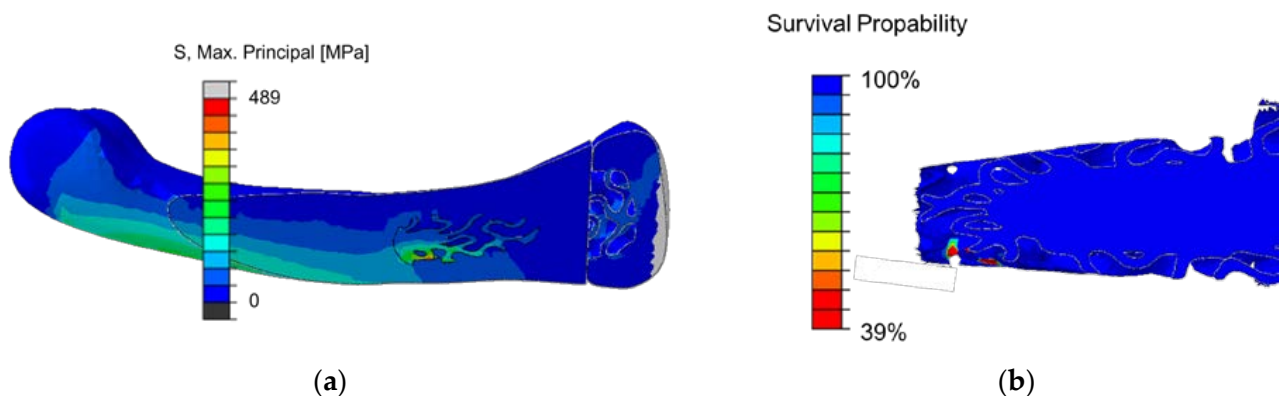 S, Max. Principal [MPa]
489
0
(a)
Survival Propability
100%
39%
(b)